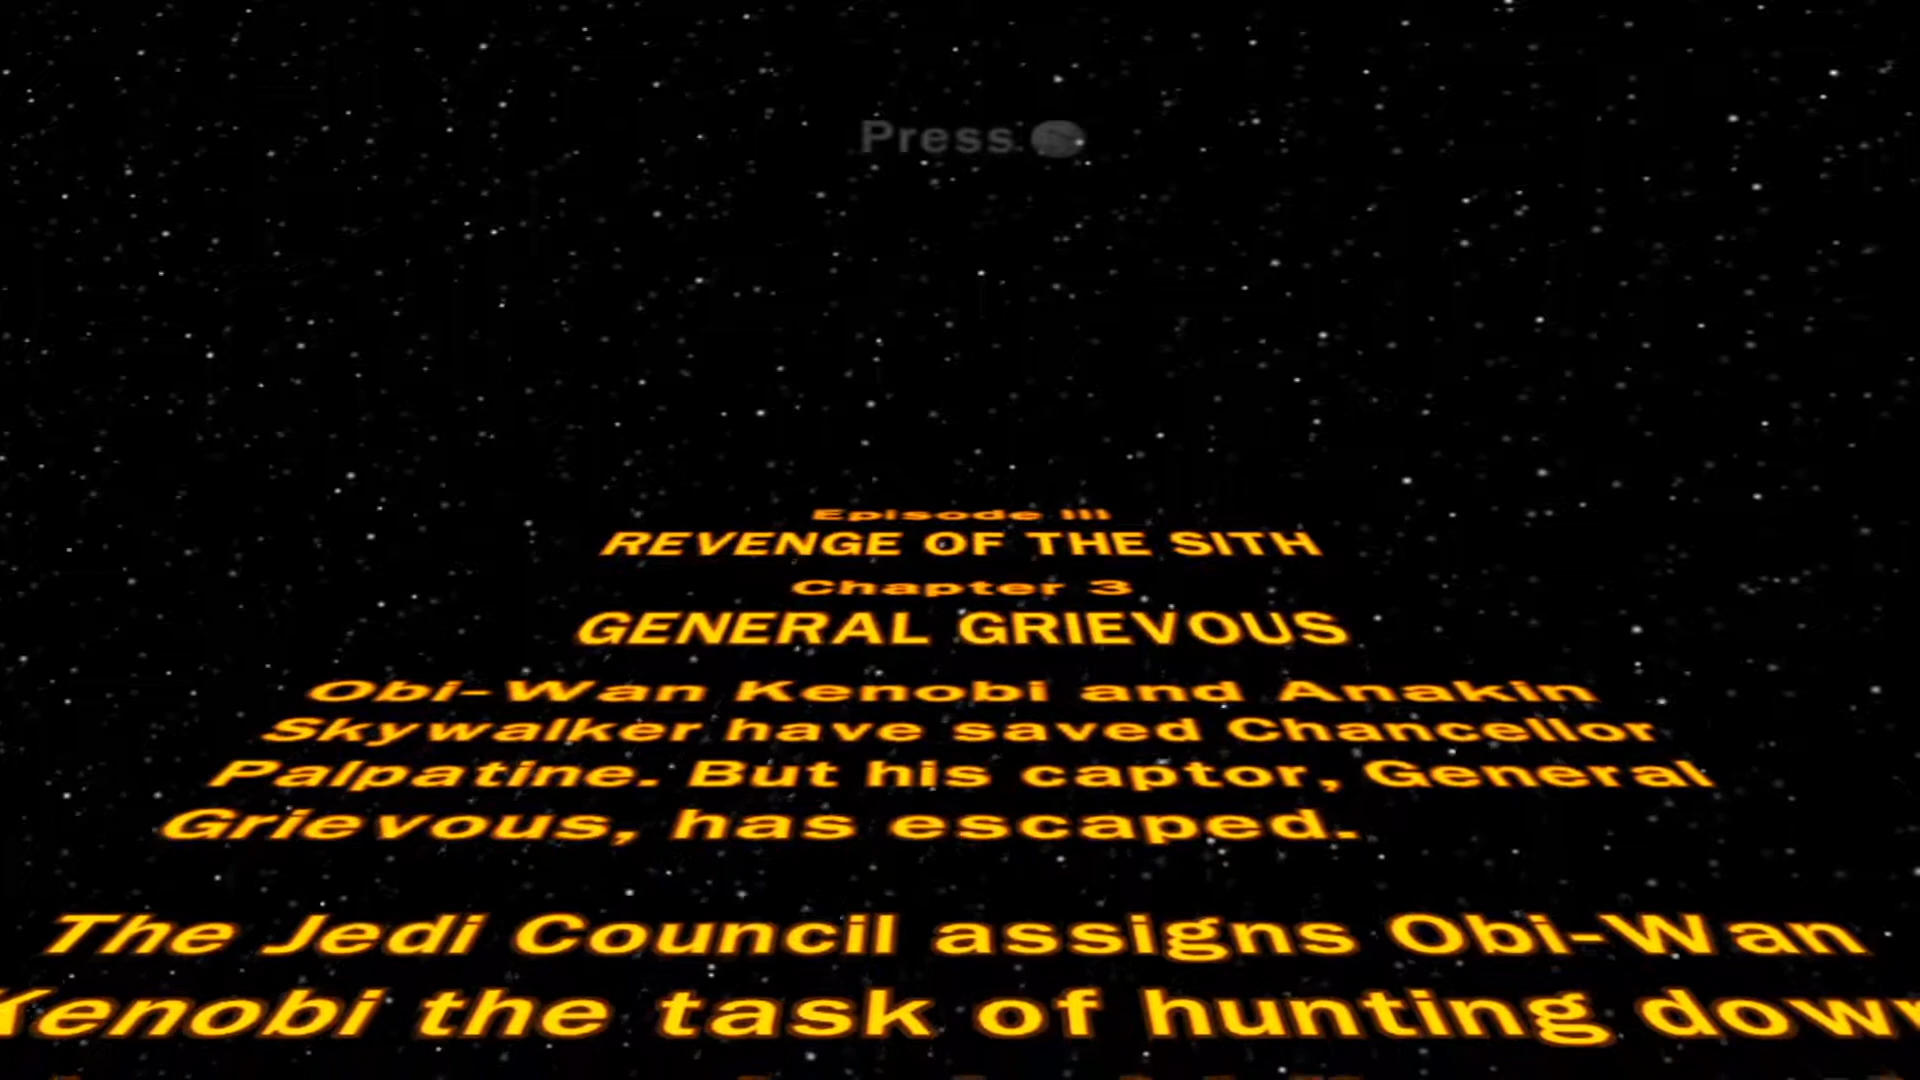 Press
Episode III
REVENGE OF THE SITH
Chapter 3
GENERAL GRIEVOUS
Obi-Wan Kenobi and Anakin
Skywalker have saved Chancellor
Palpatine. But his captor, General
Grievous, has escaped.
The Jedi Council assigns Obi-Wan
Kenobi the task of hunting down